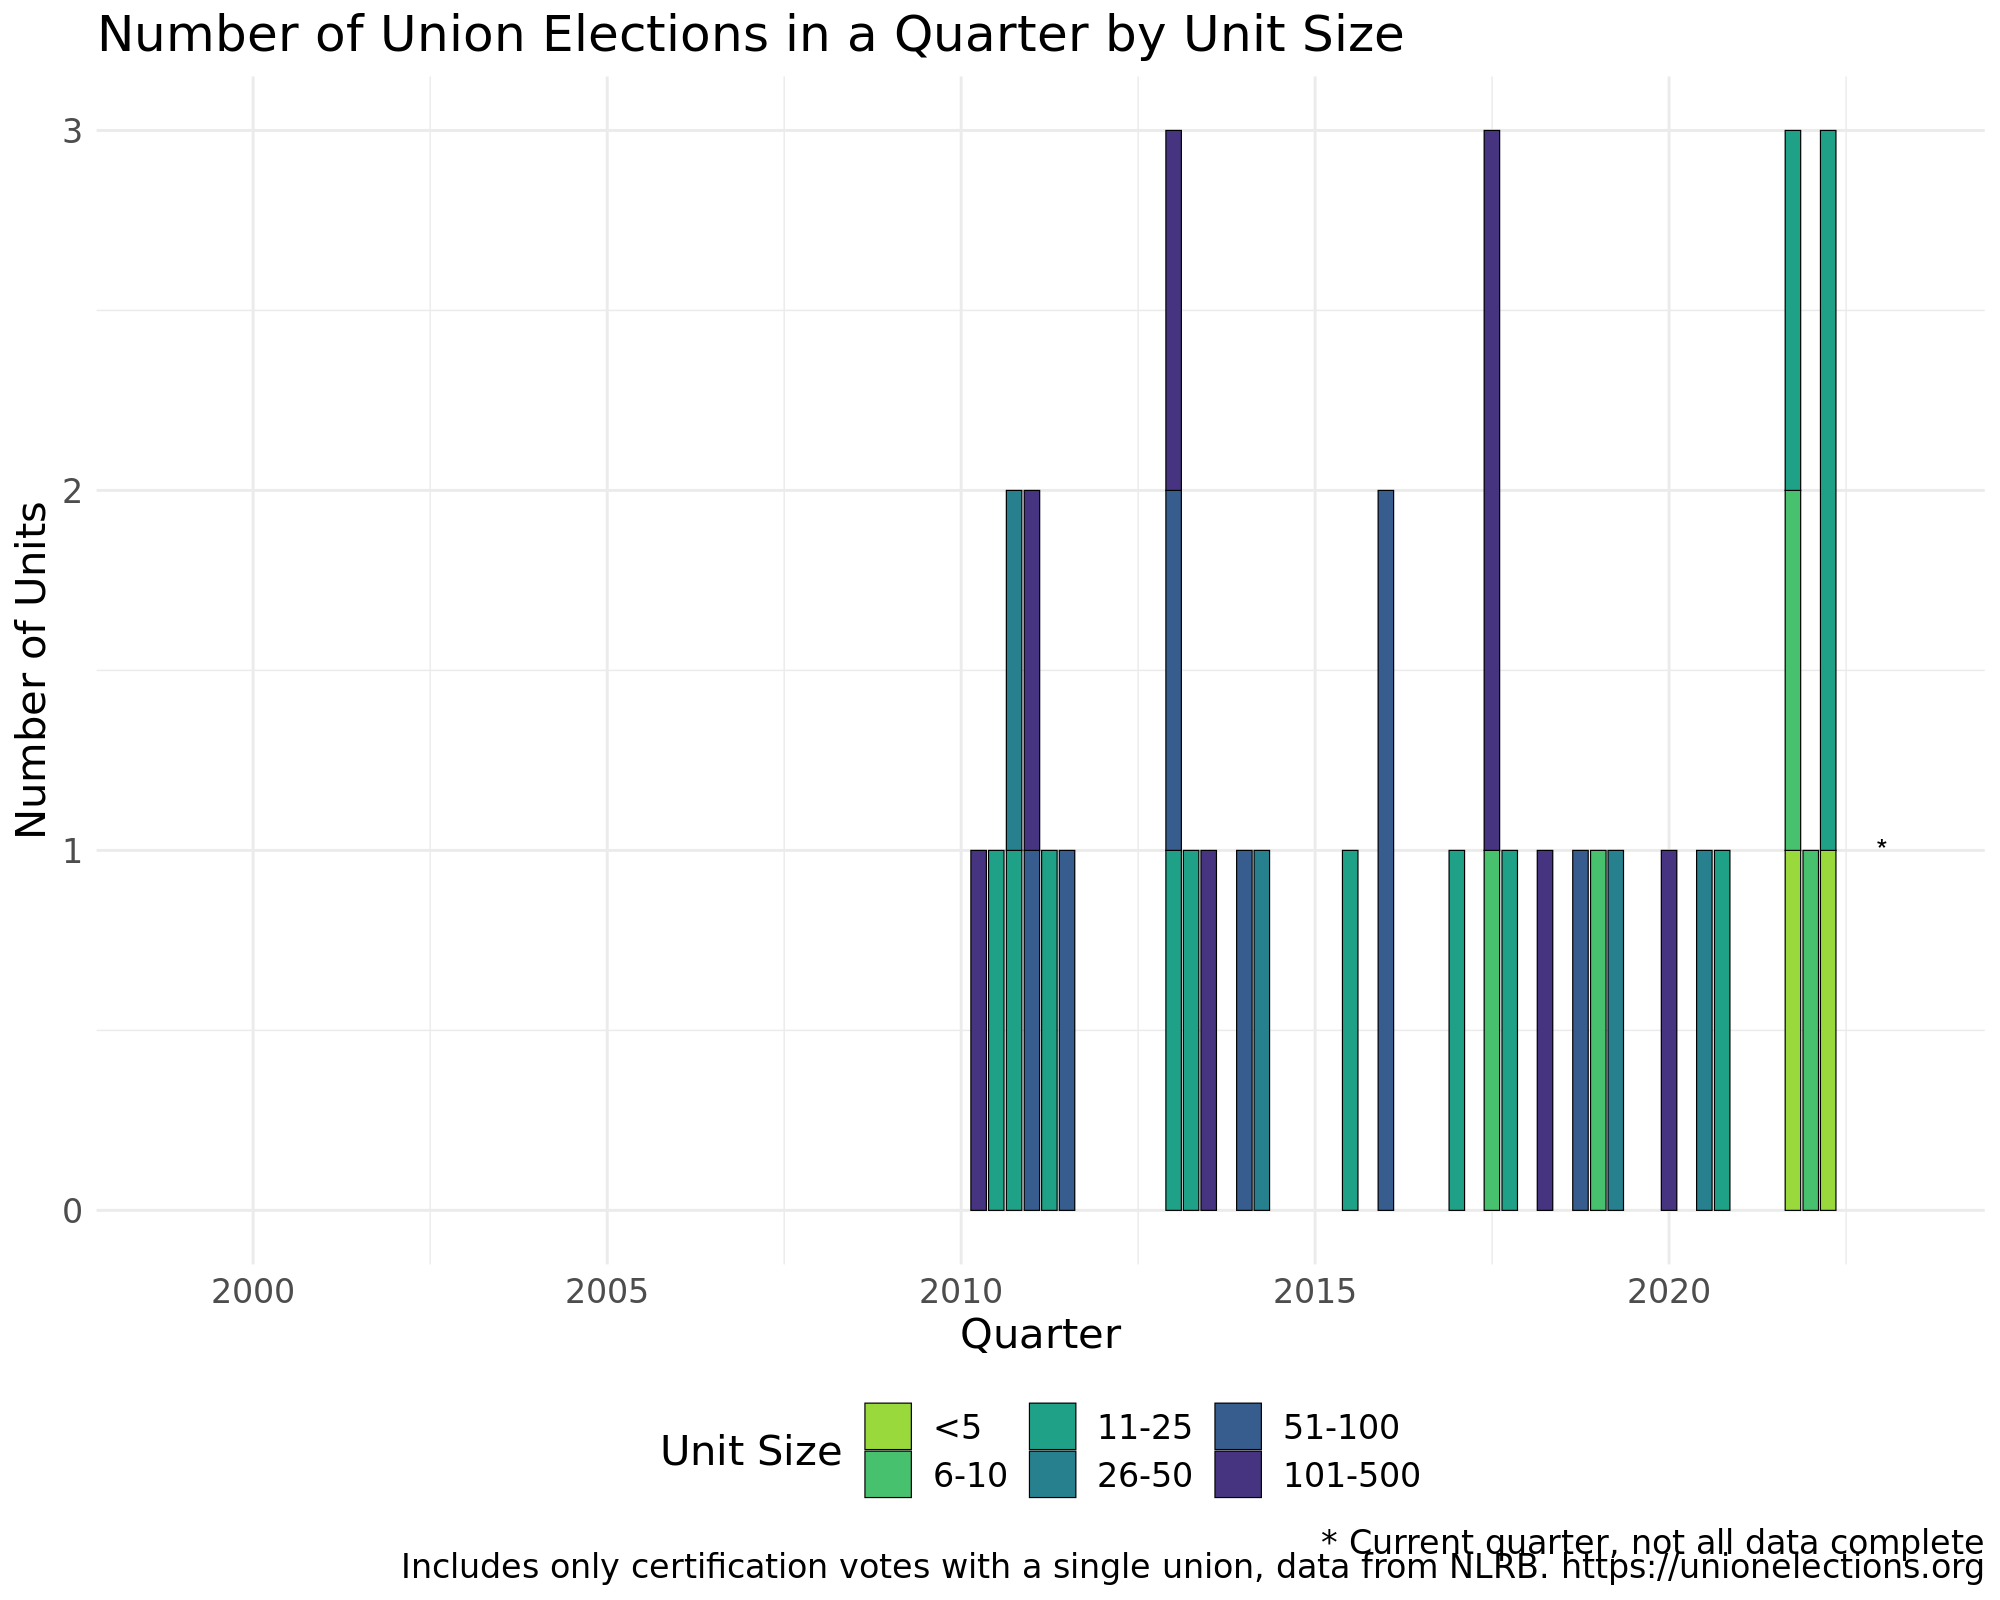 Number of Union Elections in a Quarter by Unit Size
Number of Units
3
2
1
0
*
2000 2005 2010 2015 2020
Quarter
Unit Size
<5 11-25 51-100
6-10 26-50 101-500
* Current quarter, not all data complete
Includes only certification votes with a single union, data from NLRB. https://unionelections.org